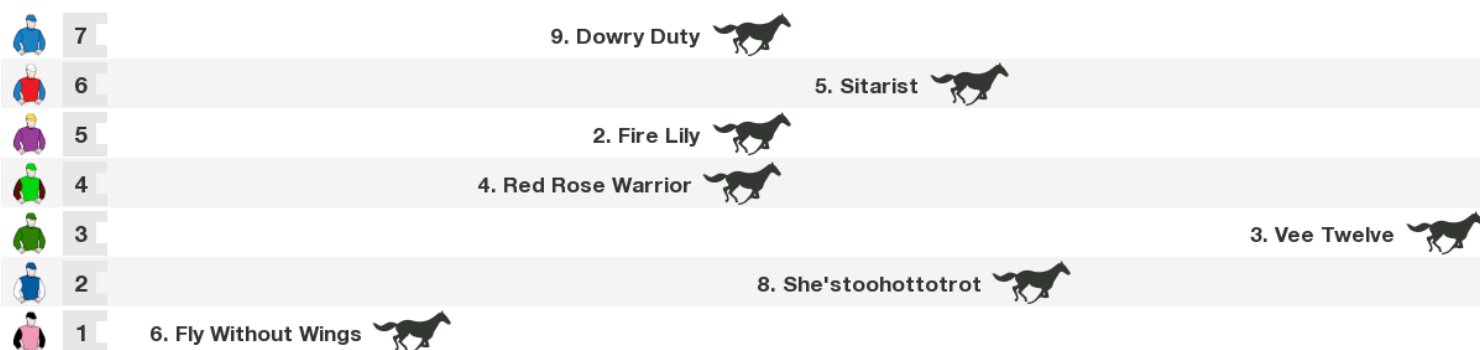 7 9. Dowry Duty
6 5. Sitarist
5 2. Fire Lily
4 4. Red Rose Warrior
3 3. Vee Twelve
2 8. She'stoohottotrot
1 6. Fly Without Wings